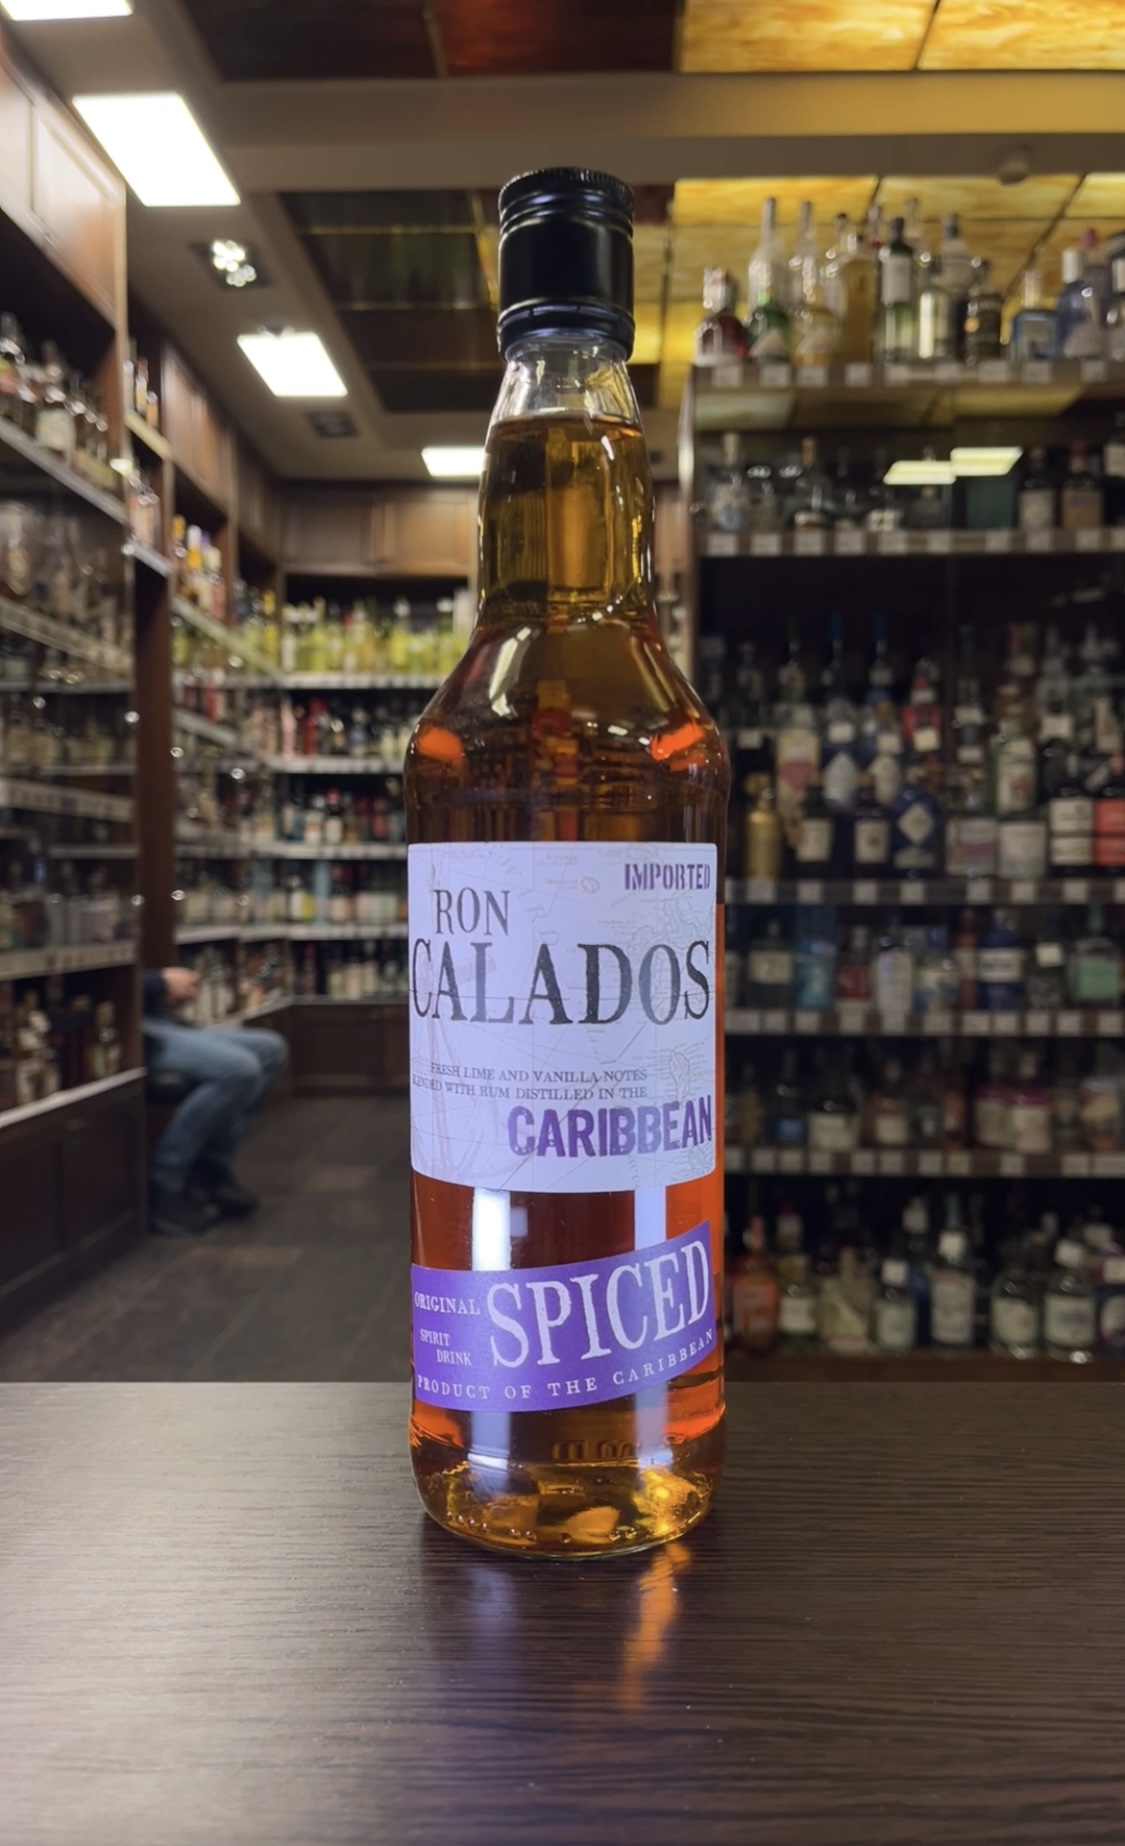 IMPORTED
RON
CALADOS
FRESH LIME AND VANILLA NOTES
BLENDED WITH RUM DISTILLED IN THE
CARIBBEAN
ORIGINAL SPICED
SPIRIT
DRINK
PRODUCT OF THE CARIBBEAN